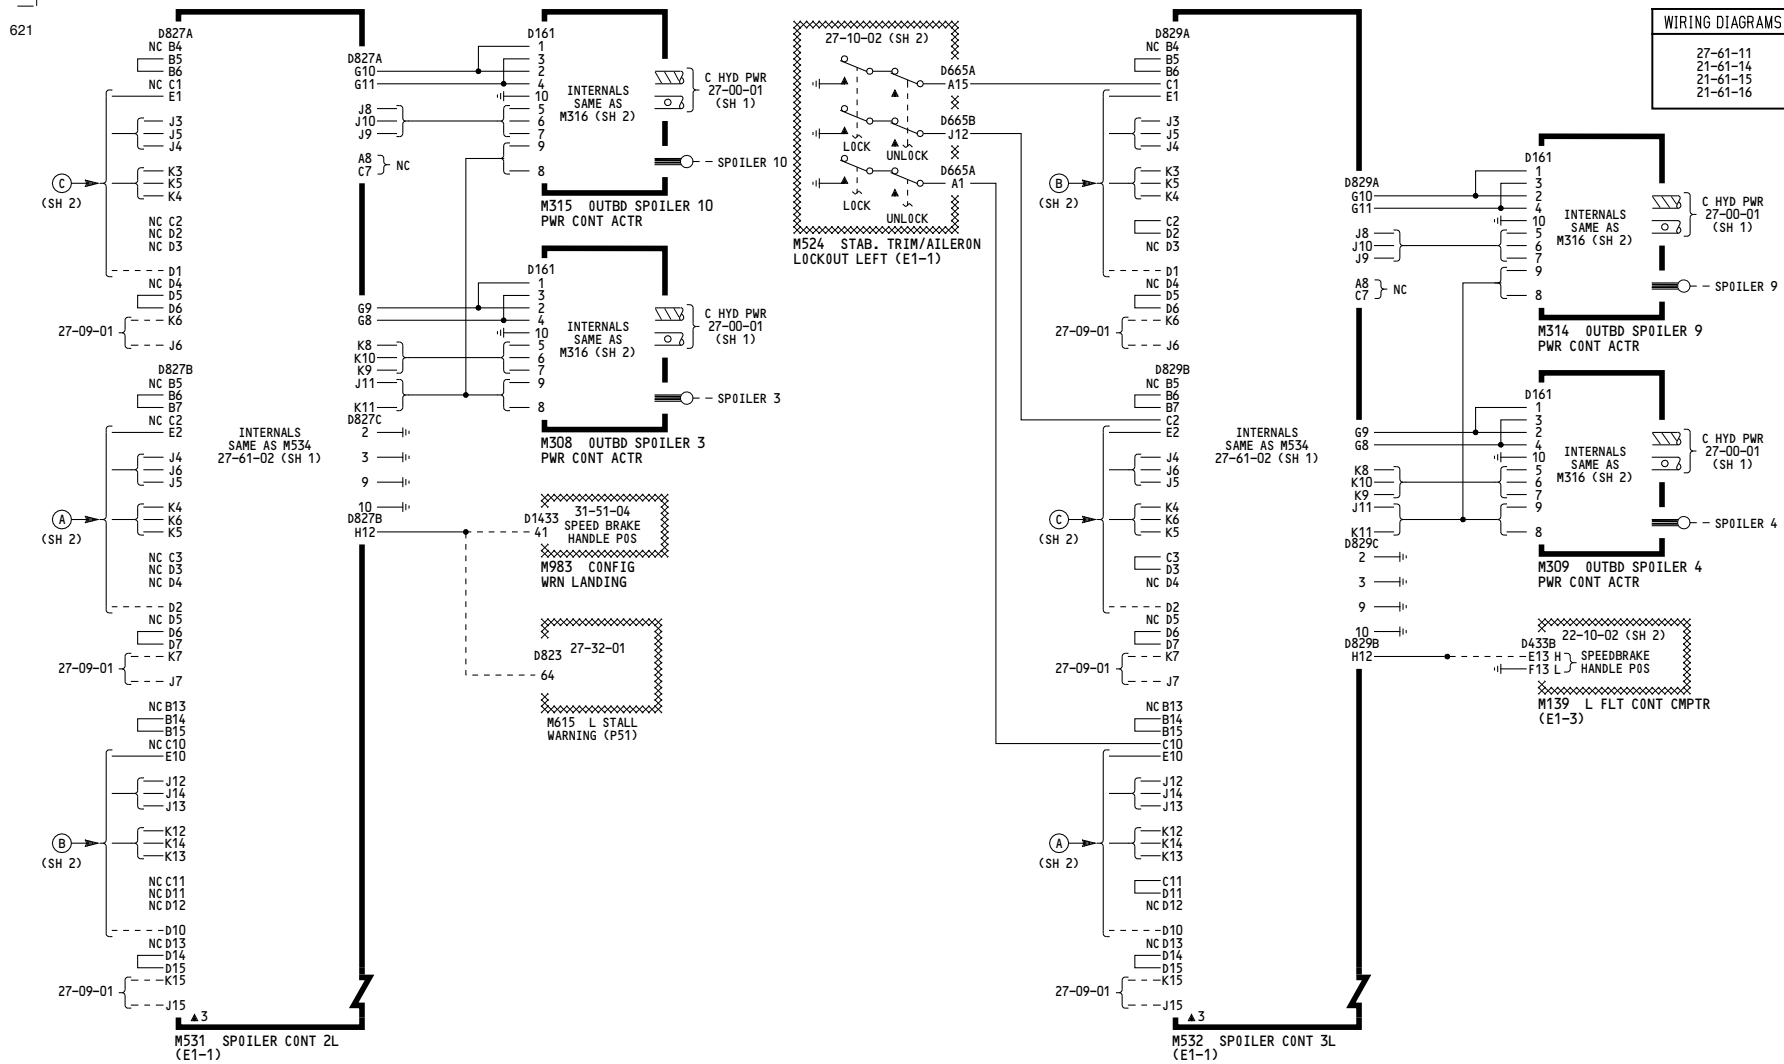 621
D827A
NC B4
B5
B6
NC C1
E1
J3
J5
J4
K3
K5
K4
C
(SH 2)
NC C2
NC D2
NC D3
D1
NC D4
D5
D6
27-09-01
K6
J6
D827B
NC B5
B6
B7
NC C2
E2
J4
J6
J5
A
(SH 2)
K4
K6
K5
NC C3
NC D3
NC D4
D2
NC D5
D6
D7
27-09-01
K7
J7
NC B13
B14
B15
NC C10
E10
J12
J14
J13
B
(SH 2)
K12
K14
K13
NC C11
NC D11
NC D12
D10
NC D13
D14
D15
27-09-01
K15
J15
▲3
M531 SPOILER CONT 2L
(E1-1)
INTERNALS
SAME AS M534
27-61-02 (SH 1)
D827A
G10
G11
J8
J10
J9
A8
C7
NC
G9
G8
K8
K10
K9
J11
K11
D827C
2
3
9
10
D827B
H12
D161
1
3
2
4
10
5
6
7
9
8
INTERNALS
SAME AS
M316 (SH 2)
C HYD PWR
27-00-01
(SH 1)
SPOILER 10
M315 OUTBD SPOILER 10
PWR CONT ACTR
D161
1
3
2
4
10
5
6
7
9
8
INTERNALS
SAME AS
M316 (SH 2)
C HYD PWR
27-00-01
(SH 1)
SPOILER 3
M308 OUTBD SPOILER 3
PWR CONT ACTR
D1433
41
31-51-04
SPEED BRAKE
HANDLE POS
M983 CONFIG
WRN LANDING
D823
64
27-32-01
M615 L STALL
WARNING (P51)
27-10-02 (SH 2)
D665A
A15
D665B
J12
LOCK
UNLOCK
D665A
A1
LOCK
UNLOCK
M524 STAB. TRIM/AILERON
LOCKOUT LEFT (E1-1)
D829A
NC B4
B5
B6
C1
E1
J3
J5
J4
B
(SH 2)
K3
K5
K4
C2
D2
NC D3
D1
NC D4
D5
D6
27-09-01
K6
J6
D829B
NC B5
B6
B7
C2
E2
J4
J6
J5
C
(SH 2)
K4
K6
K5
C3
D3
NC D4
D2
NC D5
D6
D7
27-09-01
K7
J7
NC B13
B14
B15
C10
E10
J12
J14
J13
A
(SH 2)
K12
K14
K13
C11
D11
NC D12
D10
NC D13
D14
D15
27-09-01
K15
J15
▲3
M532 SPOILER CONT 3L
(E1-1)
INTERNALS
SAME AS M534
27-61-02 (SH 1)
D829A
G10
G11
J8
J10
J9
A8
C7
NC
G9
G8
K8
K10
K9
J11
K11
D829C
2
3
9
10
D829B
H12
D161
1
3
2
4
10
5
6
7
9
8
INTERNALS
SAME AS
M316 (SH 2)
C HYD PWR
27-00-01
(SH 1)
SPOILER 9
M314 OUTBD SPOILER 9
PWR CONT ACTR
D161
1
3
2
4
10
5
6
7
9
8
INTERNALS
SAME AS
M316 (SH 2)
C HYD PWR
27-00-01
(SH 1)
SPOILER 4
M309 OUTBD SPOILER 4
PWR CONT ACTR
22-10-02 (SH 2)
D433B
E13 H
F13 L
SPEEDBRAKE
HANDLE POS
M139 L FLT CONT CMPTR
(E1-3)
WIRING DIAGRAMS
27-61-11
21-61-14
21-61-15
21-61-16